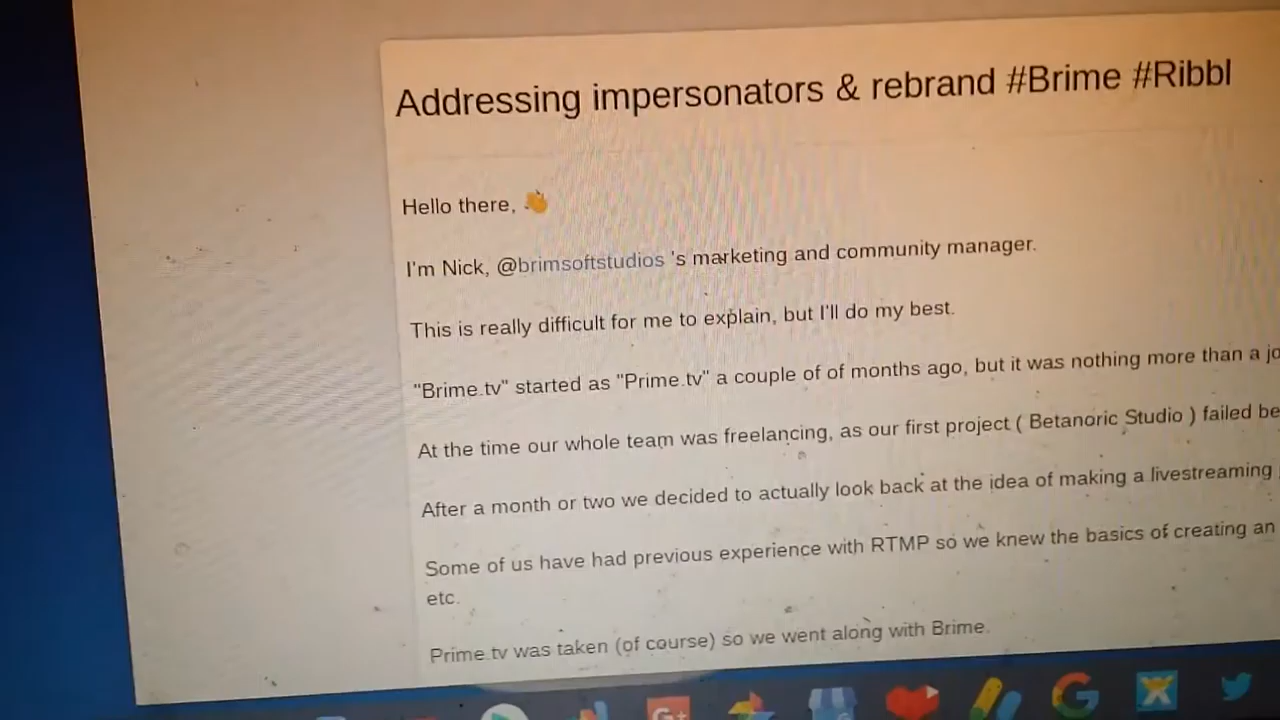 Addressing impersonators & rebrand #Brime #Ribbl
Hello there, 👋
I'm Nick, @brimsoftstudios 's marketing and community manager.
This is really difficult for me to explain, but I'll do my best.
"Brime.tv" started as "Prime.tv" a couple of of months ago, but it was nothing more than a jo
At the time our whole team was freelancing, as our first project ( Betanoric Studio ) failed be
After a month or two we decided to actually look back at the idea of making a livestreaming
Some of us have had previous experience with RTMP so we knew the basics of creating an
etc.
Prime.tv was taken (of course) so we went along with Brime.
G+
G